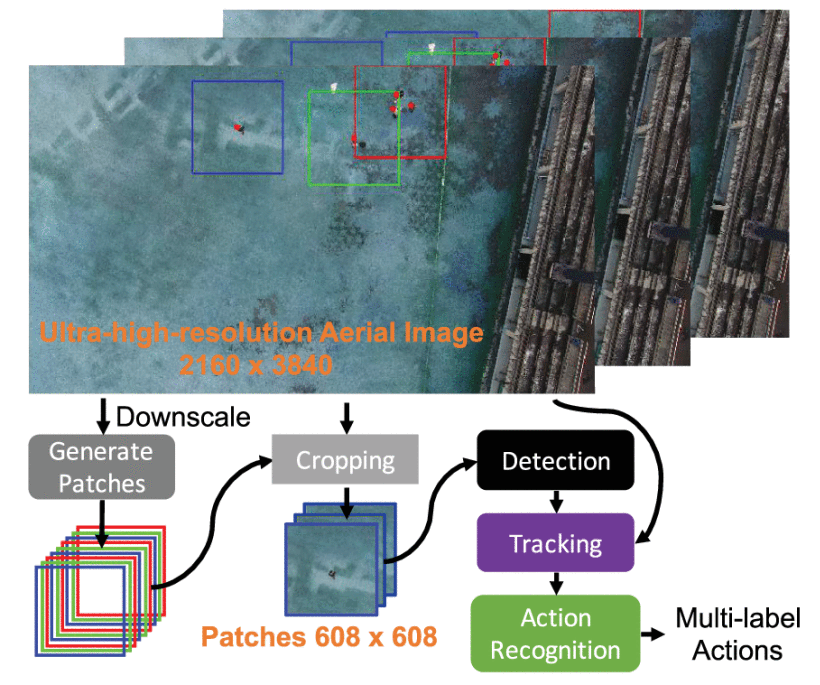 Ultra-high-resolution Aerial Image
2160 x 3840
Downscale
Generate
Patches
Cropping
Detection
Tracking
Patches 608 x 608
Action
Recognition
Multi-label
Actions